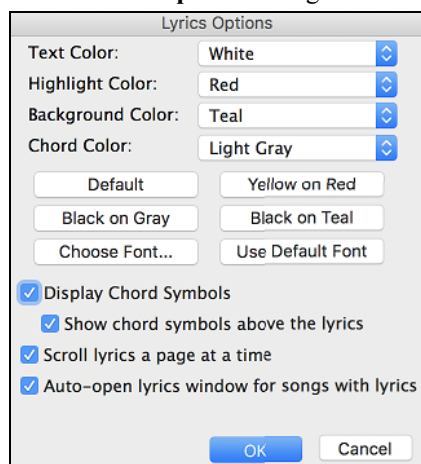 Lyrics Options
Text Color: White
Highlight Color: Red
Background Color: Teal
Chord Color: Light Gray
Default Yellow on Red
Black on Gray Black on Teal
Choose Font... Use Default Font
Display Chord Symbols
Show chord symbols above the lyrics
Scroll lyrics a page at a time
Auto-open lyrics window for songs with lyrics
OK Cancel